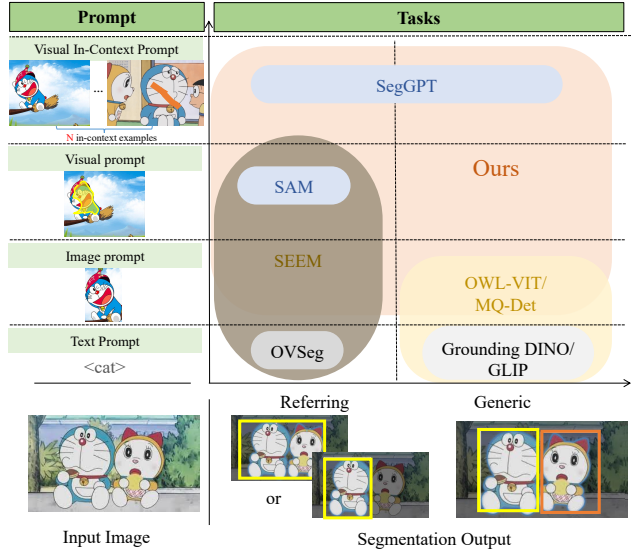 Prompt
Tasks
Visual In-Context Prompt
...
N in-context examples
SegGPT
Visual prompt
Ours
SAM
Image prompt
SEEM
OWL-VIT/
MQ-Det
Text Prompt
<cat>
OVSeg
Grounding DINO/
GLIP
Referring
Generic
or
Input Image
Segmentation Output